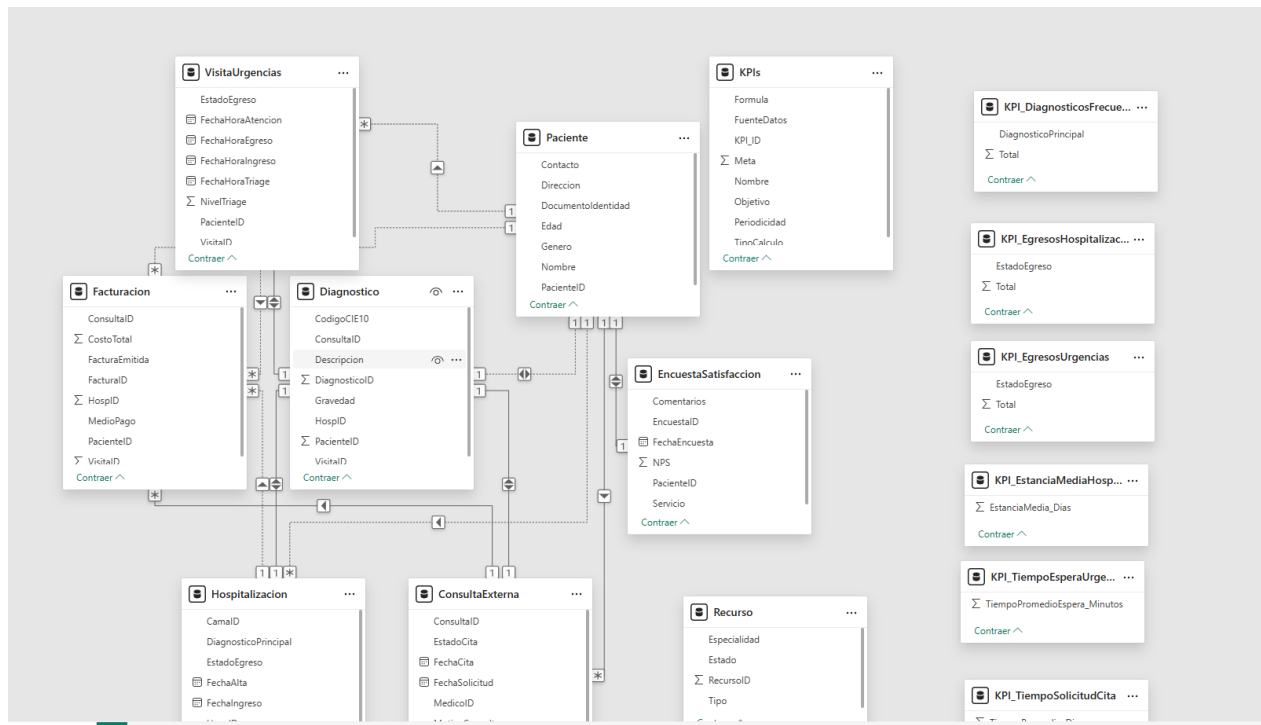 VisitaUrgencias
EstadoEgreso
FechaHoraAtencion
FechaHoraEgreso
FechaHoraIngreso
FechaHoraTriage
NivelTriage
PacienteID
VisitaID
Contraer
Paciente
Contacto
Direccion
DocumentoIdentidad
Edad
Genero
Nombre
PacienteID
Contraer
KPIs
Formula
FuenteDatos
KPI_ID
Meta
Nombre
Objetivo
Periodicidad
TipoCalculo
Contraer
KPI_DiagnosticosFrecue...
DiagnosticoPrincipal
Total
Contraer
KPI_EgresosHospitalizac...
EstadoEgreso
Total
Contraer
KPI_EgresosUrgencias
EstadoEgreso
Total
Contraer
KPI_EstanciaMediaHosp...
EstanciaMedia_Dias
Contraer
KPI_TiempoEsperaUrge...
TiempoPromedioEspera_Minutos
Contraer
KPI_TiempoSolicitudCita
Facturacion
ConsultaID
CostoTotal
FacturaEmitida
FacturaID
HospID
MedioPago
PacienteID
VisitaID
Contraer
Diagnostico
CodigoCIE10
ConsultaID
Descripcion
DiagnosticoID
Gravedad
HospID
PacienteID
VisitaID
Contraer
EncuestaSatisfaccion
Comentarios
EncuestaID
FechaEncuesta
NPS
PacienteID
Servicio
Contraer
Hospitalizacion
CamaID
DiagnosticoPrincipal
EstadoEgreso
FechaAlta
FechaIngreso
ConsultaExterna
ConsultaID
EstadoCita
FechaCita
FechaSolicitud
MedicoID
Recurso
Especialidad
Estado
RecursoID
Tipo